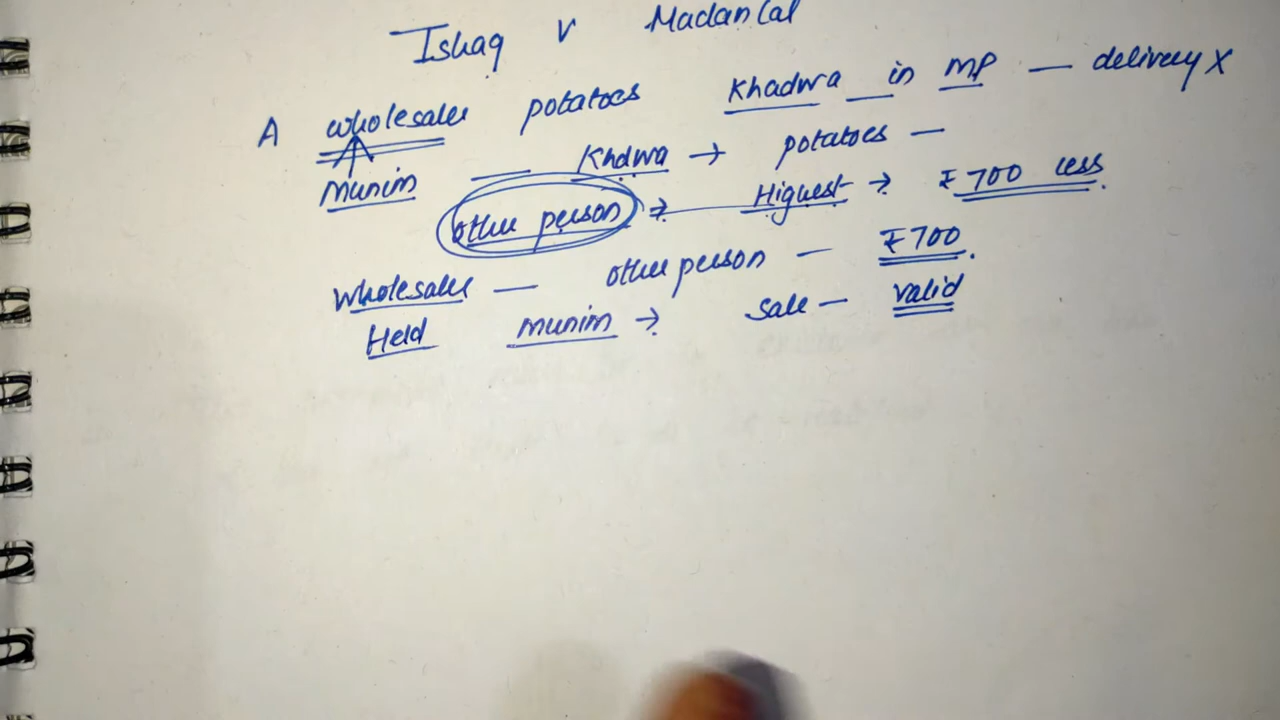 Ishaq v Madanlal
A wholesaler potatoes Khadwa in MP — delivery X
munim — Khdwa → potatoes —
other person → Highest → ₹700 less.
wholesaler — other person — ₹700.
Held munim → sale — valid